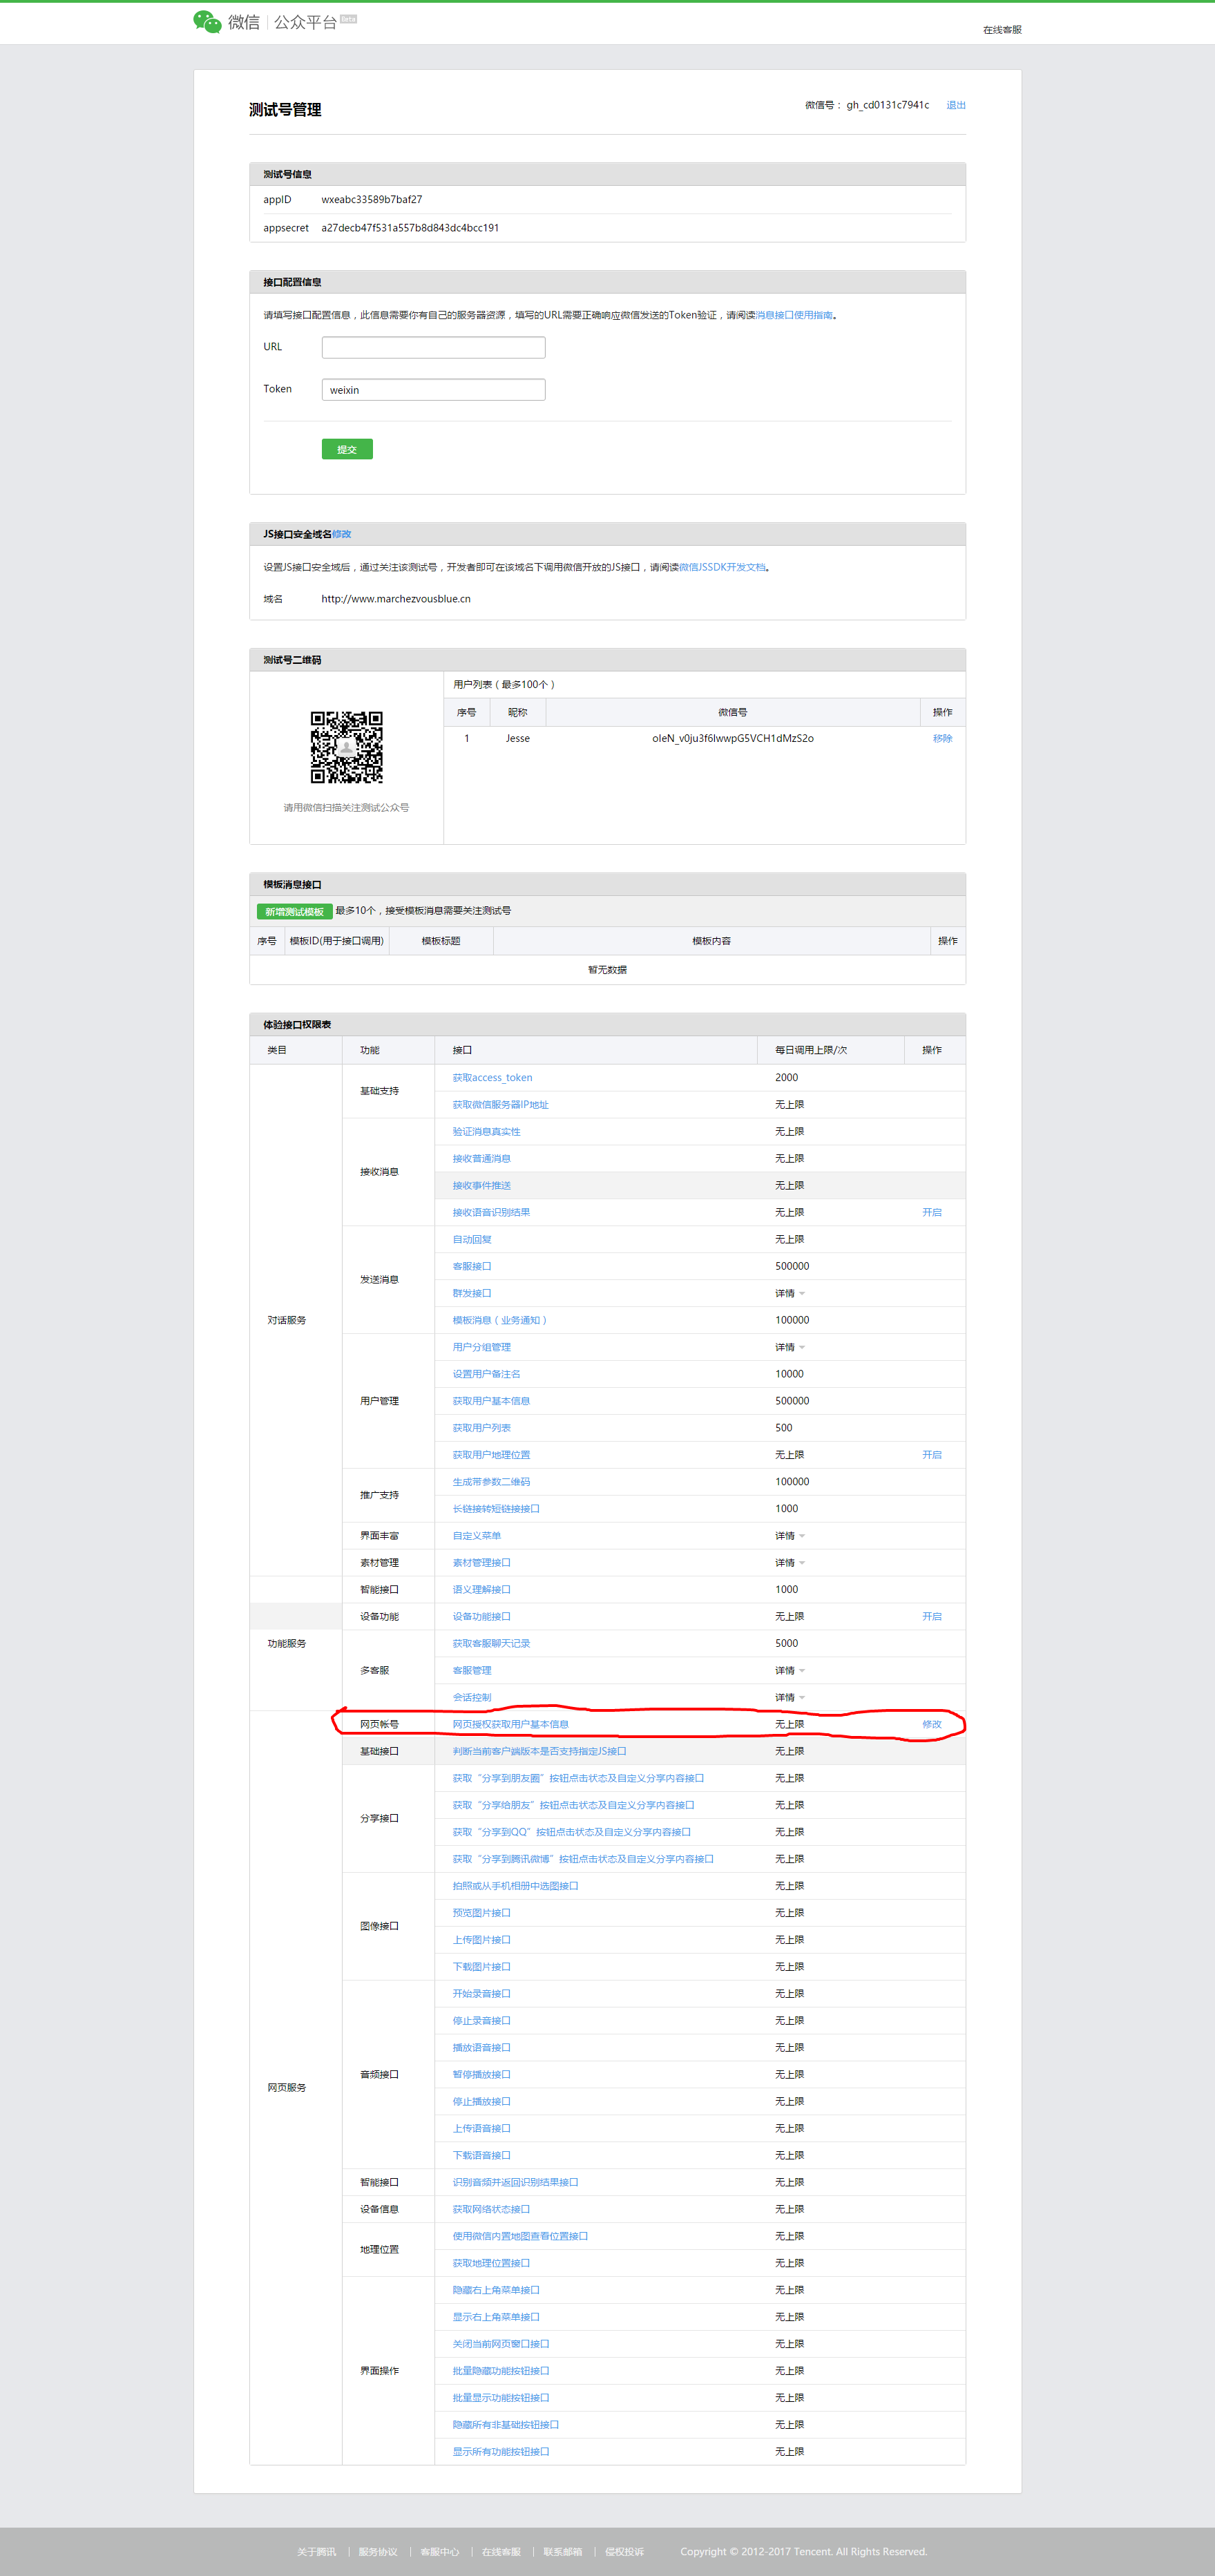 微信 公众平台 Beta
在线客服
测试号管理
微信号： gh_cd0131c7941c 退出
测试号信息
appID wxeabc33589b7baf27
appsecret a27decb47f531a557b8d843dc4bcc191
接口配置信息
请填写接口配置信息，此信息需要你有自己的服务器资源，填写的URL需要正确响应微信发送的Token验证，请阅读消息接口使用指南。
URL
Token weixin
提交
JS接口安全域名修改
设置JS接口安全域后，通过关注该测试号，开发者即可在该域名下调用微信开放的JS接口，请阅读微信JSSDK开发文档。
域名 http://www.marchezvousblue.cn
测试号二维码
用户列表（最多100个）
序号 昵称 微信号 操作
1 Jesse oIeN_v0ju3f6IwwpG5VCH1dMzS2o 移除
请用微信扫描关注测试公众号
模板消息接口
新增测试模板 最多10个，接受模板消息需要关注测试号
序号 模板ID(用于接口调用) 模板标题 模板内容 操作
暂无数据
体验接口权限表
类目 功能 接口 每日调用上限/次 操作
对话服务 基础支持 获取access_token 2000
获取微信服务器IP地址 无上限
接收消息 验证消息真实性 无上限
接收普通消息 无上限
接收事件推送 无上限
接收语音识别结果 无上限 开启
发送消息 自动回复 无上限
客服接口 500000
群发接口 详情
模板消息（业务通知） 100000
用户管理 用户分组管理 详情
设置用户备注名 10000
获取用户基本信息 500000
获取用户列表 500
获取用户地理位置 无上限 开启
推广支持 生成带参数二维码 100000
长链接转短链接接口 1000
界面丰富 自定义菜单 详情
素材管理 素材管理接口 详情
功能服务 智能接口 语义理解接口 1000
设备功能 设备功能接口 无上限 开启
多客服 获取客服聊天记录 5000
客服管理 详情
会话控制 详情
网页服务 网页帐号 网页授权获取用户基本信息 无上限 修改
基础接口 判断当前客户端版本是否支持指定JS接口 无上限
分享接口 获取“分享到朋友圈”按钮点击状态及自定义分享内容接口 无上限
获取“分享给朋友”按钮点击状态及自定义分享内容接口 无上限
获取“分享到QQ”按钮点击状态及自定义分享内容接口 无上限
获取“分享到腾讯微博”按钮点击状态及自定义分享内容接口 无上限
图像接口 拍照或从手机相册中选图接口 无上限
预览图片接口 无上限
上传图片接口 无上限
下载图片接口 无上限
音频接口 开始录音接口 无上限
停止录音接口 无上限
播放语音接口 无上限
暂停播放接口 无上限
停止播放接口 无上限
上传语音接口 无上限
下载语音接口 无上限
智能接口 识别音频并返回识别结果接口 无上限
设备信息 获取网络状态接口 无上限
地理位置 使用微信内置地图查看位置接口 无上限
获取地理位置接口 无上限
界面操作 隐藏右上角菜单接口 无上限
显示右上角菜单接口 无上限
关闭当前网页窗口接口 无上限
批量隐藏功能按钮接口 无上限
批量显示功能按钮接口 无上限
隐藏所有非基础按钮接口 无上限
显示所有功能按钮接口 无上限
关于腾讯 | 服务协议 | 客服中心 | 在线客服 | 联系邮箱 | 侵权投诉 Copyright © 2012-2017 Tencent. All Rights Reserved.